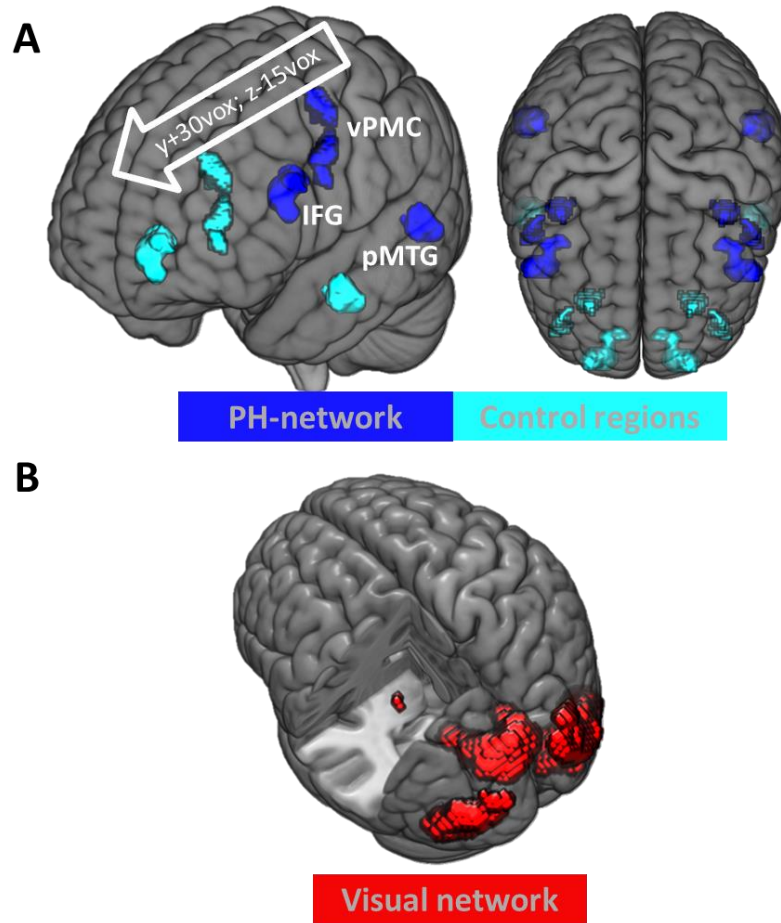 A
y+30vox; z-15vox
vPMC
IFG
pMTG
PH-network
Control regions
B
Visual network